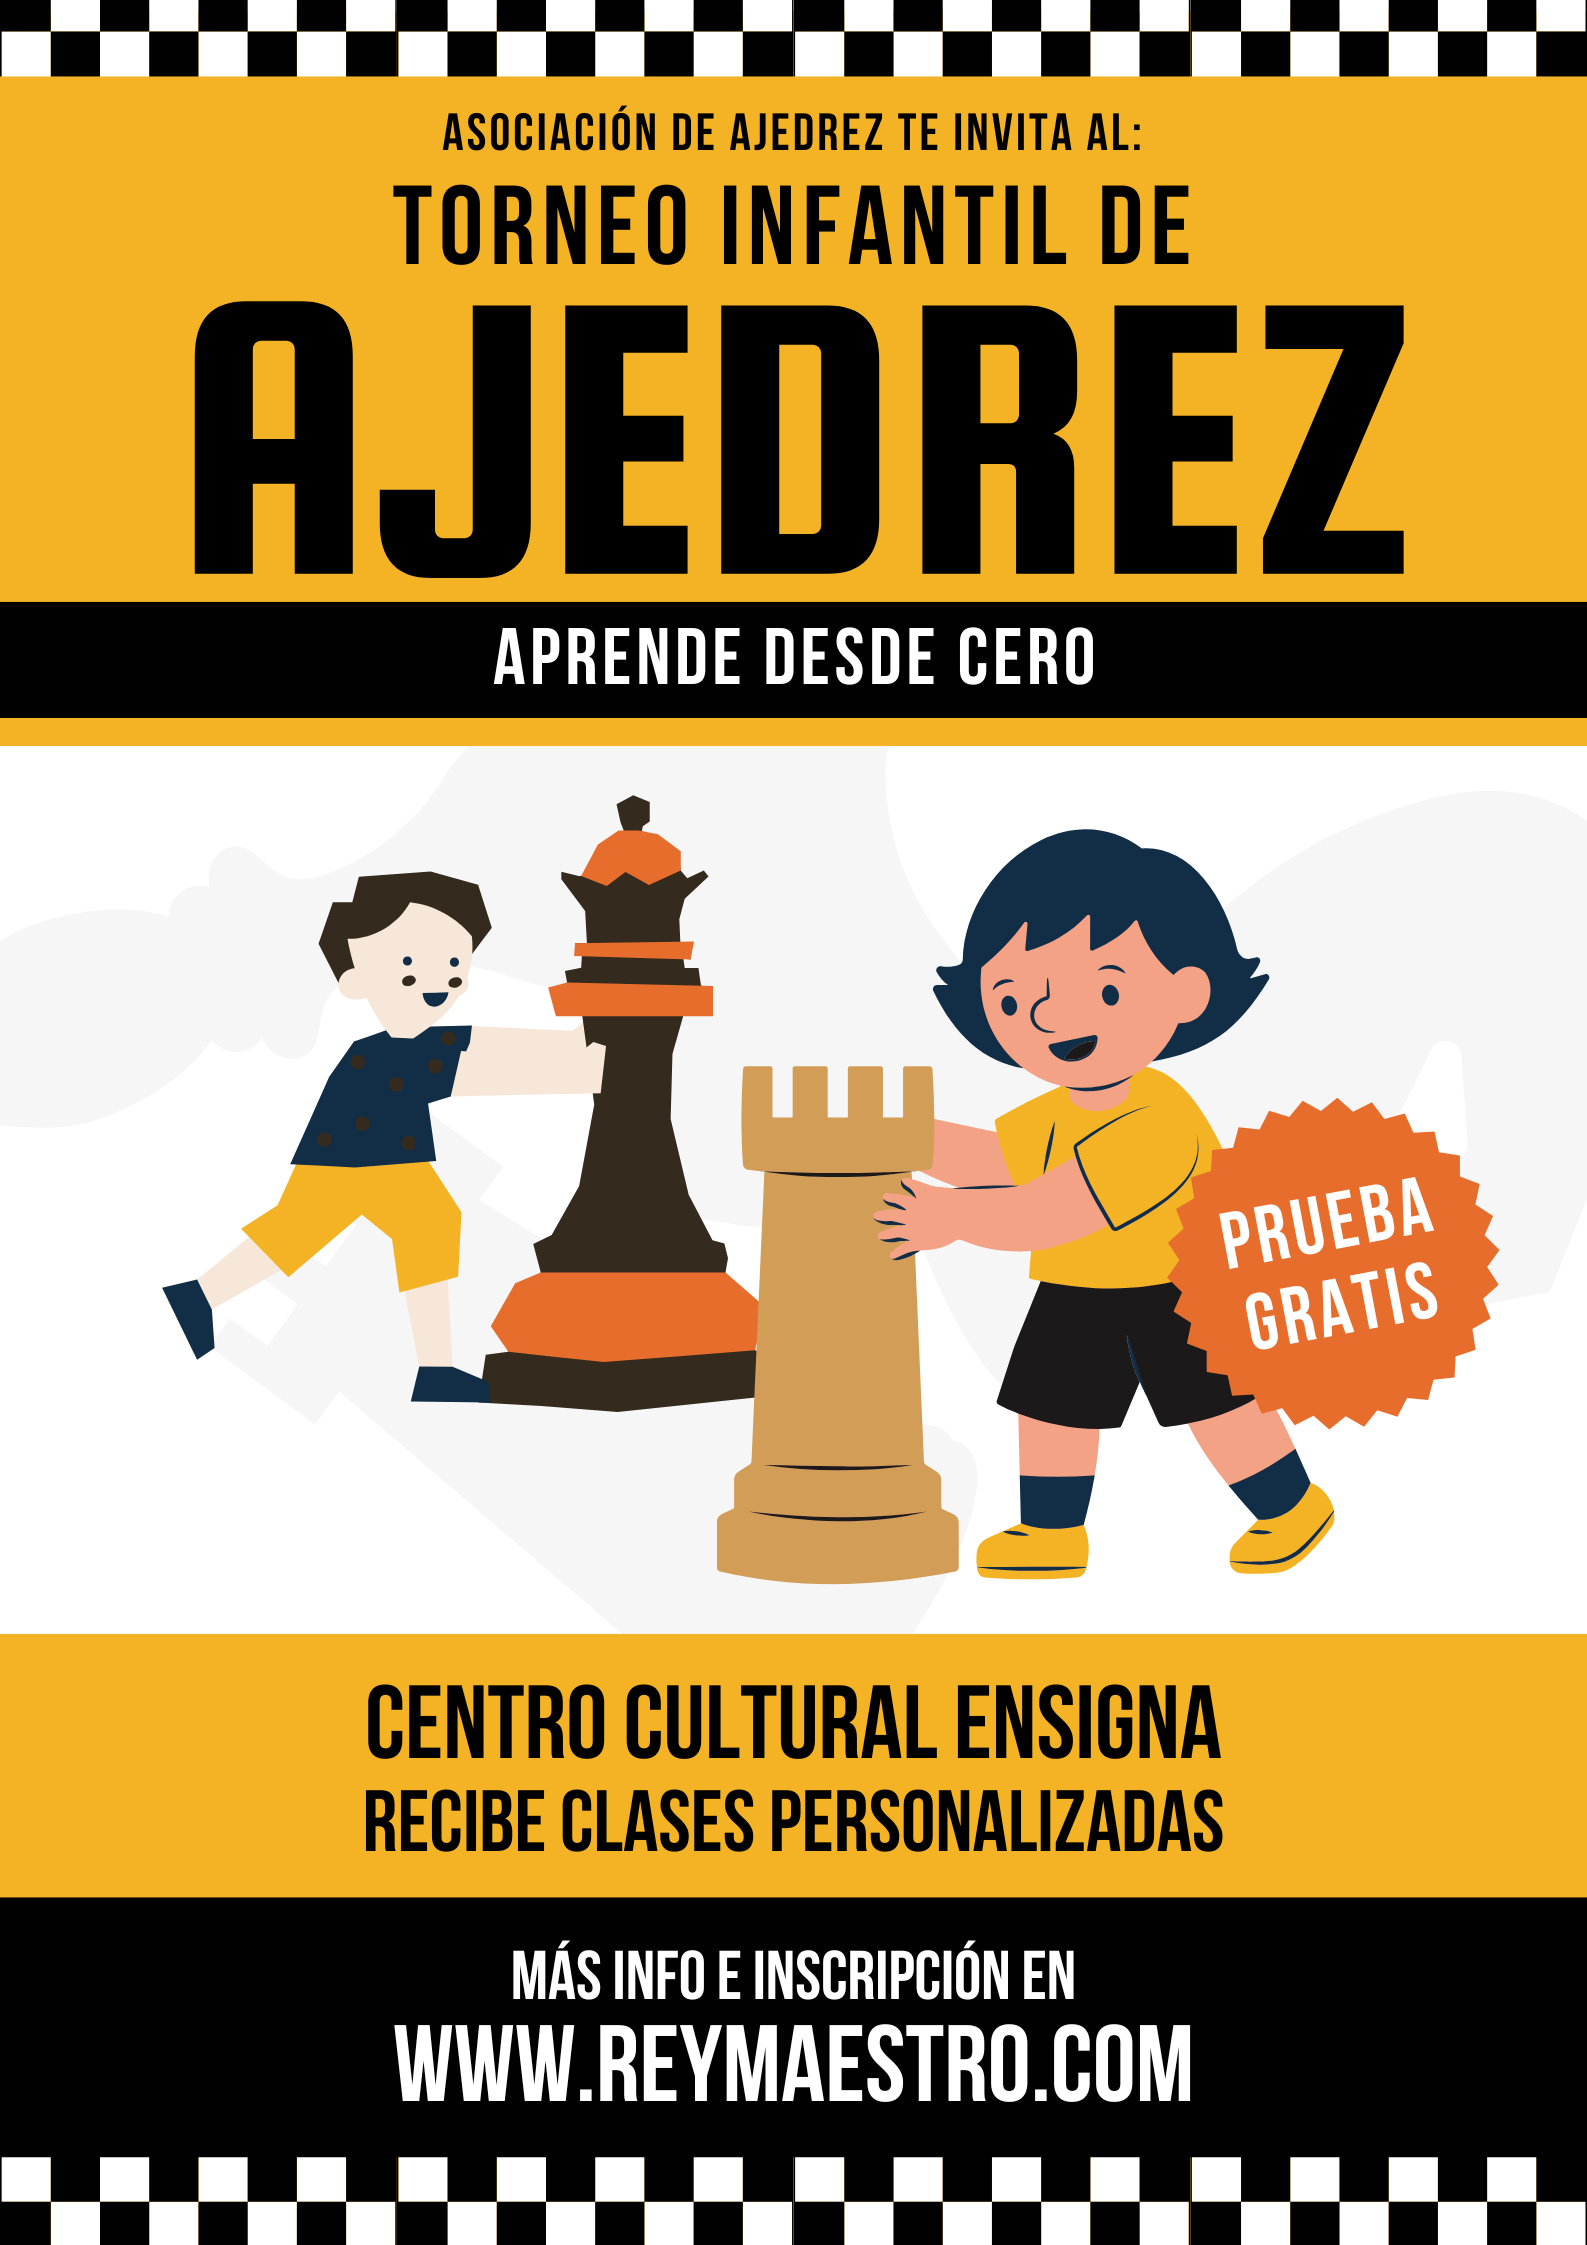 ASOCIACIÓN DE AJEDREZ TE INVITA AL:
TORNEO INFANTIL DE
AJEDREZ
APRENDE DESDE CERO
PRUEBA
GRATIS
CENTRO CULTURAL ENSIGNA
RECIBE CLASES PERSONALIZADAS
MÁS INFO E INSCRIPCIÓN EN
WWW.REYMAESTRO.COM